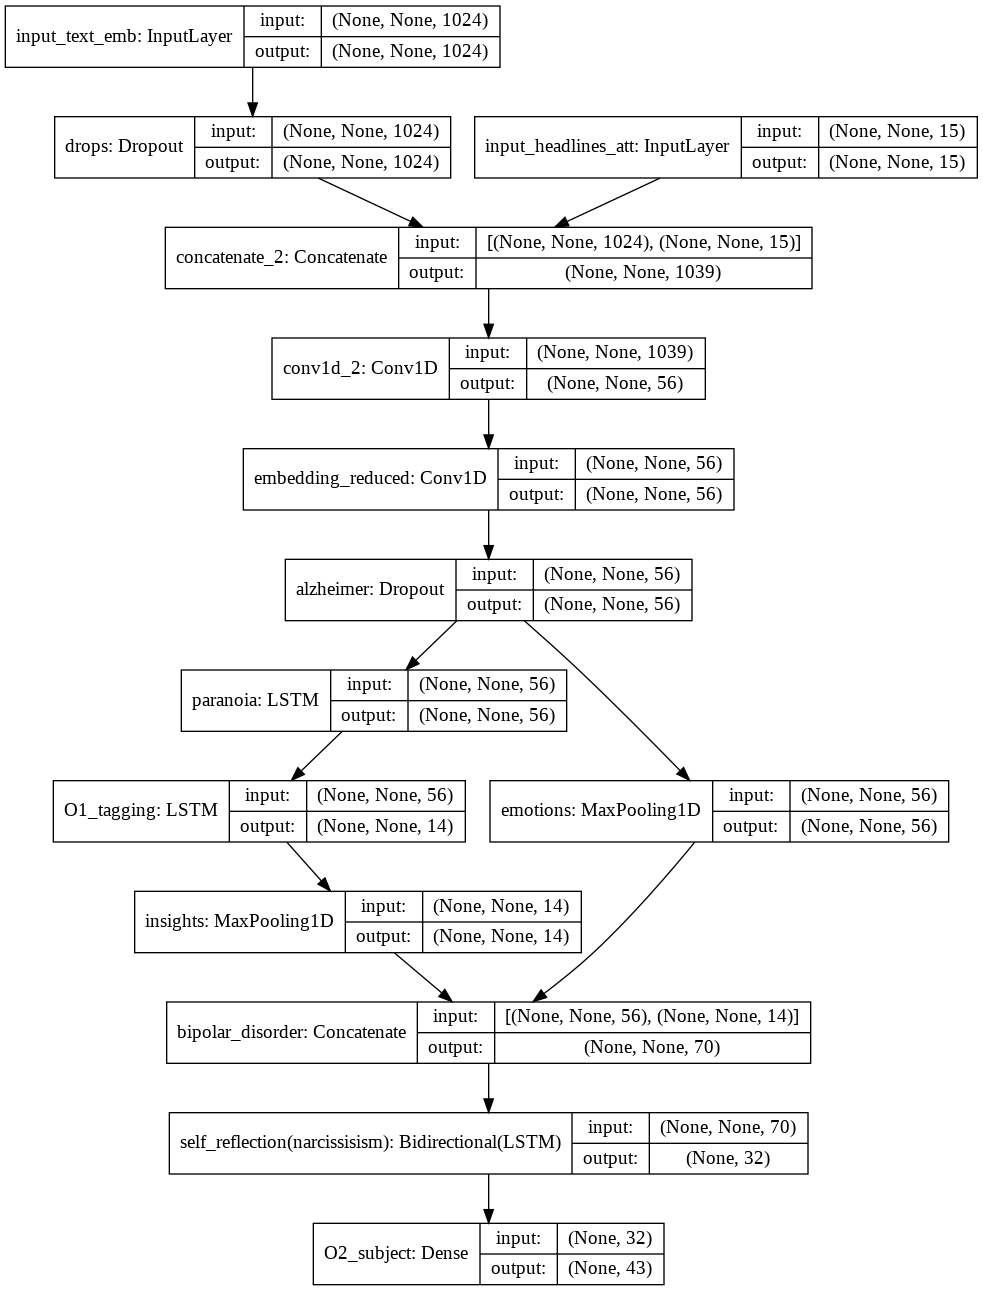 input_text_emb: InputLayer
input: (None, None, 1024)
output: (None, None, 1024)
drops: Dropout
input: (None, None, 1024)
output: (None, None, 1024)
input_headlines_att: InputLayer
input: (None, None, 15)
output: (None, None, 15)
concatenate_2: Concatenate
input: [(None, None, 1024), (None, None, 15)]
output: (None, None, 1039)
conv1d_2: Conv1D
input: (None, None, 1039)
output: (None, None, 56)
embedding_reduced: Conv1D
input: (None, None, 56)
output: (None, None, 56)
alzheimer: Dropout
input: (None, None, 56)
output: (None, None, 56)
paranoia: LSTM
input: (None, None, 56)
output: (None, None, 56)
O1_tagging: LSTM
input: (None, None, 56)
output: (None, None, 14)
emotions: MaxPooling1D
input: (None, None, 56)
output: (None, None, 56)
insights: MaxPooling1D
input: (None, None, 14)
output: (None, None, 14)
bipolar_disorder: Concatenate
input: [(None, None, 56), (None, None, 14)]
output: (None, None, 70)
self_reflection(narcissisism): Bidirectional(LSTM)
input: (None, None, 70)
output: (None, 32)
O2_subject: Dense
input: (None, 32)
output: (None, 43)